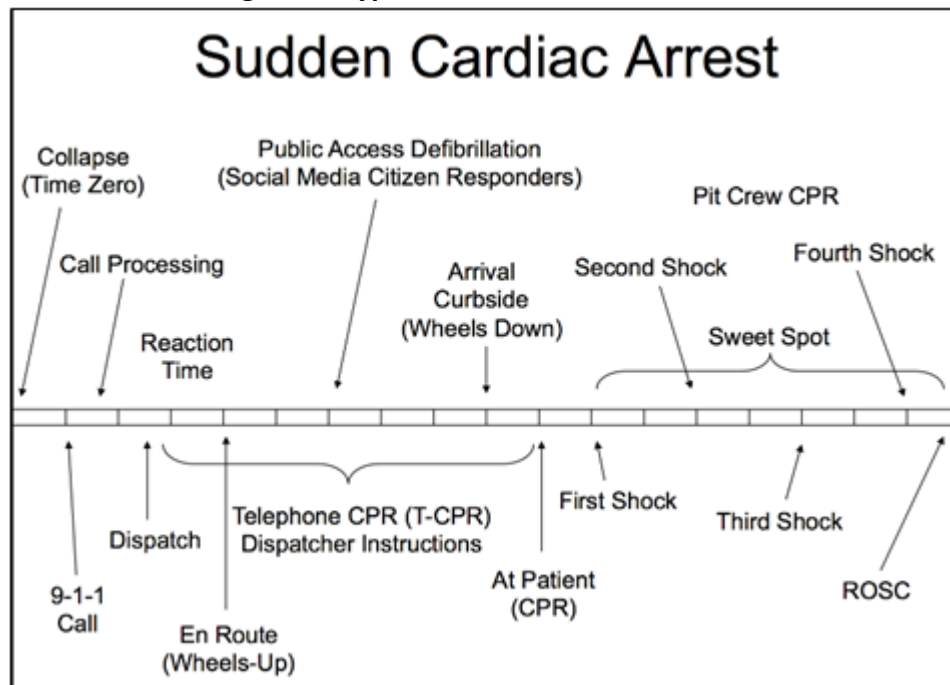 Sudden Cardiac Arrest
Collapse
(Time Zero)
Public Access Defibrillation
(Social Media Citizen Responders)
Pit Crew CPR
Call Processing
Arrival
Curbside
(Wheels Down)
Second Shock
Fourth Shock
Reaction
Time
Sweet Spot
9-1-1
Call
Dispatch
En Route
(Wheels-Up)
Telephone CPR (T-CPR)
Dispatcher Instructions
At Patient
(CPR)
First Shock
Third Shock
ROSC